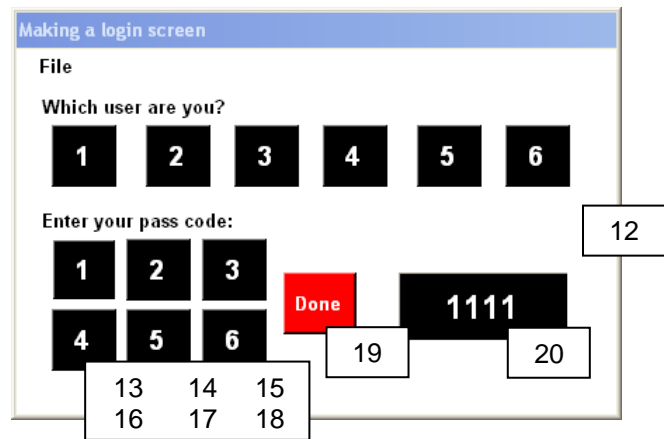 Making a login screen
File
Which user are you?
1 2 3 4 5 6
Enter your pass code:
12
1 2 3
Done 1111
4 5 6
19 20
13 14 15
16 17 18